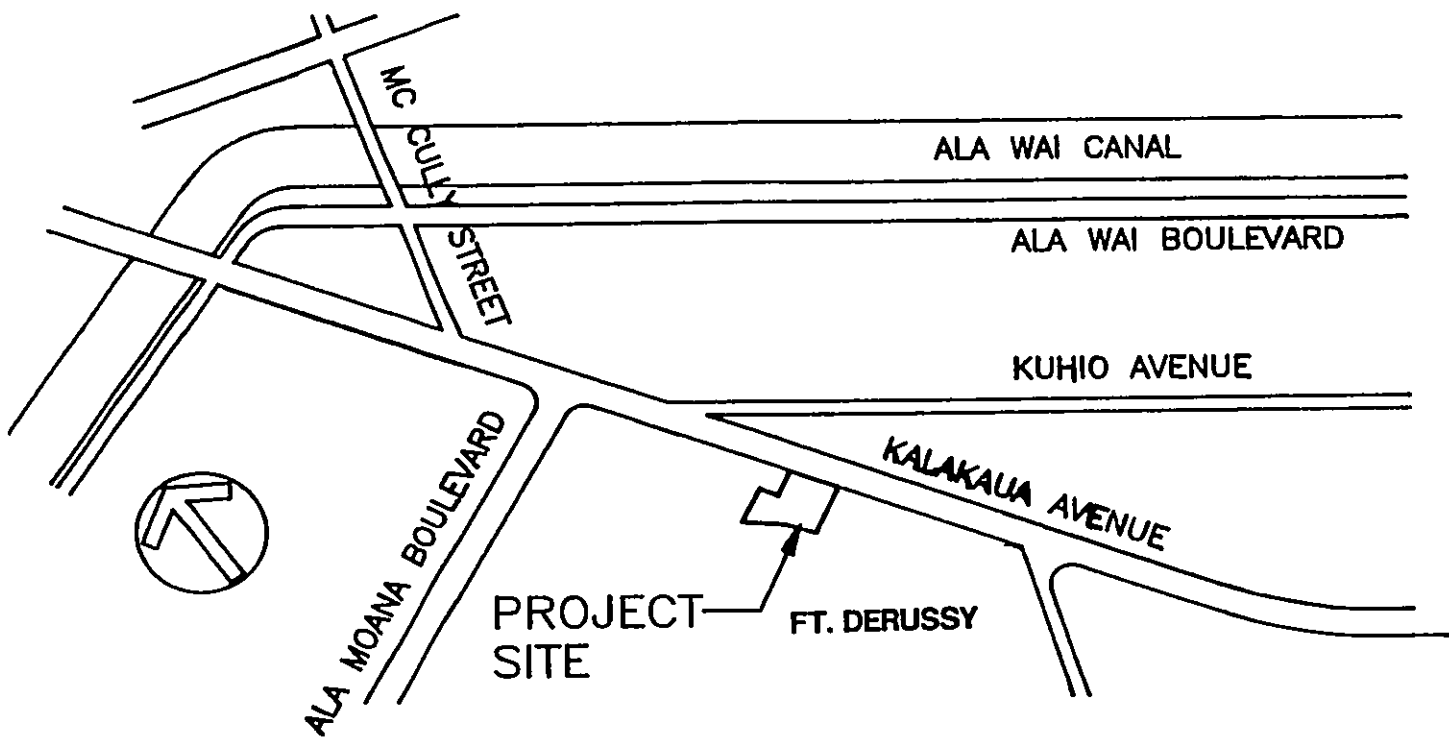 MC CULLY STREET
ALA WAI CANAL
ALA WAI BOULEVARD
KUHIO AVENUE
KALAKAUA AVENUE
ALA MOANA BOULEVARD
PROJECT
SITE
FT. DERUSSY